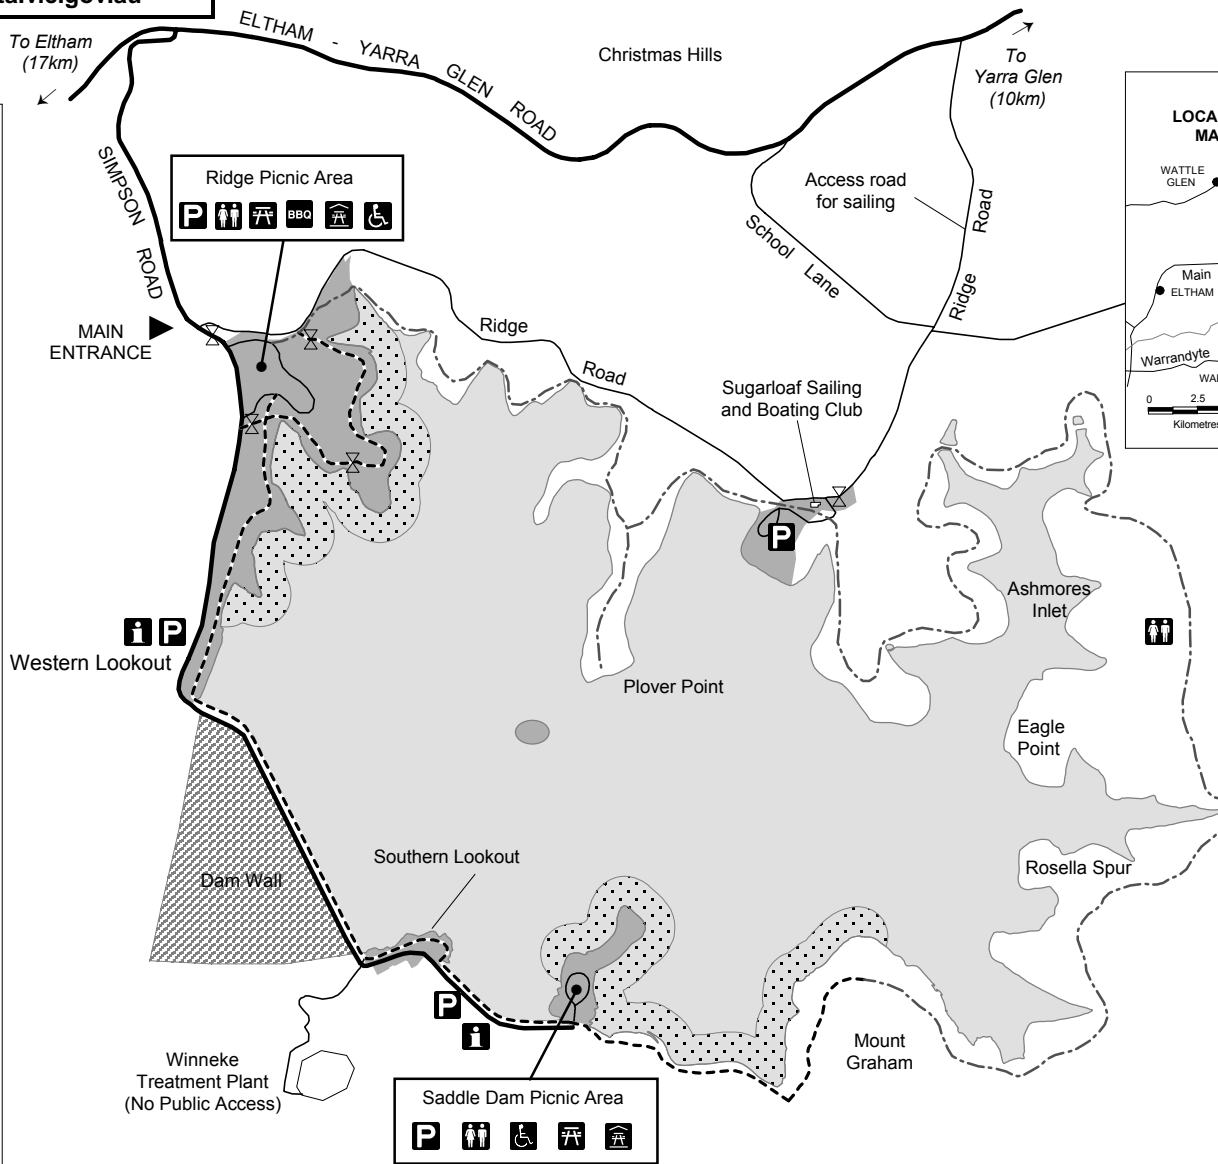 To Eltham
(17km)
ELTHAM - YARRA GLEN ROAD
Christmas Hills
To
Yarra Glen
(10km)
SIMPSON ROAD
Ridge Picnic Area
P
BBQ
Access road
for sailing
School Lane
Ridge Road
MAIN
ENTRANCE
Ridge Road
Sugarloaf Sailing
and Boating Club
P
Ashmores
Inlet
i P
Western Lookout
Plover Point
Eagle
Point
Southern Lookout
Dam Wall
Rosella Spur
P
i
Mount
Graham
Winneke
Treatment Plant
(No Public Access)
Saddle Dam Picnic Area
P
WATTLE
GLEN
Main
ELTHAM
Warrandyte
0 2.5